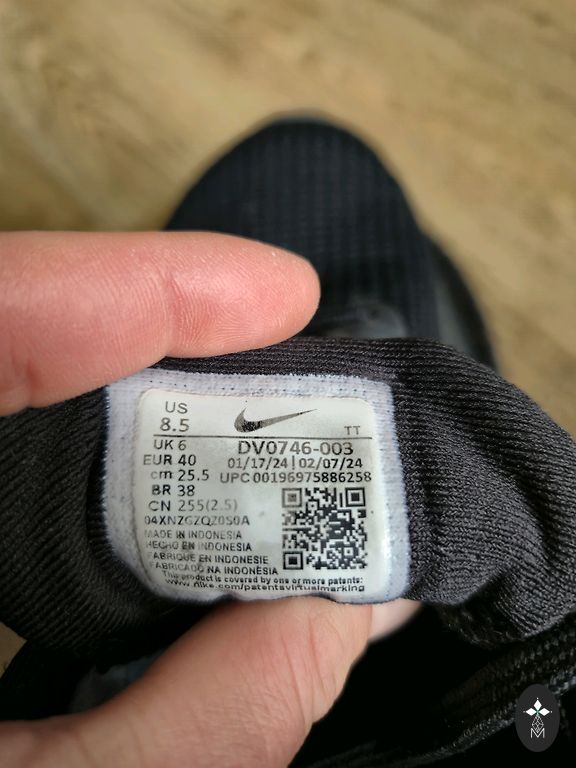 US
8.5
TT
UK 6
DV0746-003
EUR 40
01/17/24 | 02/07/24
cm 25.5
UPC 00196975886258
BR 38
CN 255(2.5)
04XNZGZQZ0S0A
MADE IN INDONESIA
HECHO EN INDONESIA
FABRIQUE EN INDONESIE
FABRICADO NA INDONÉSIA
This product is covered by one or more patents:
www.nike.com/patentsvirtualmarking
M